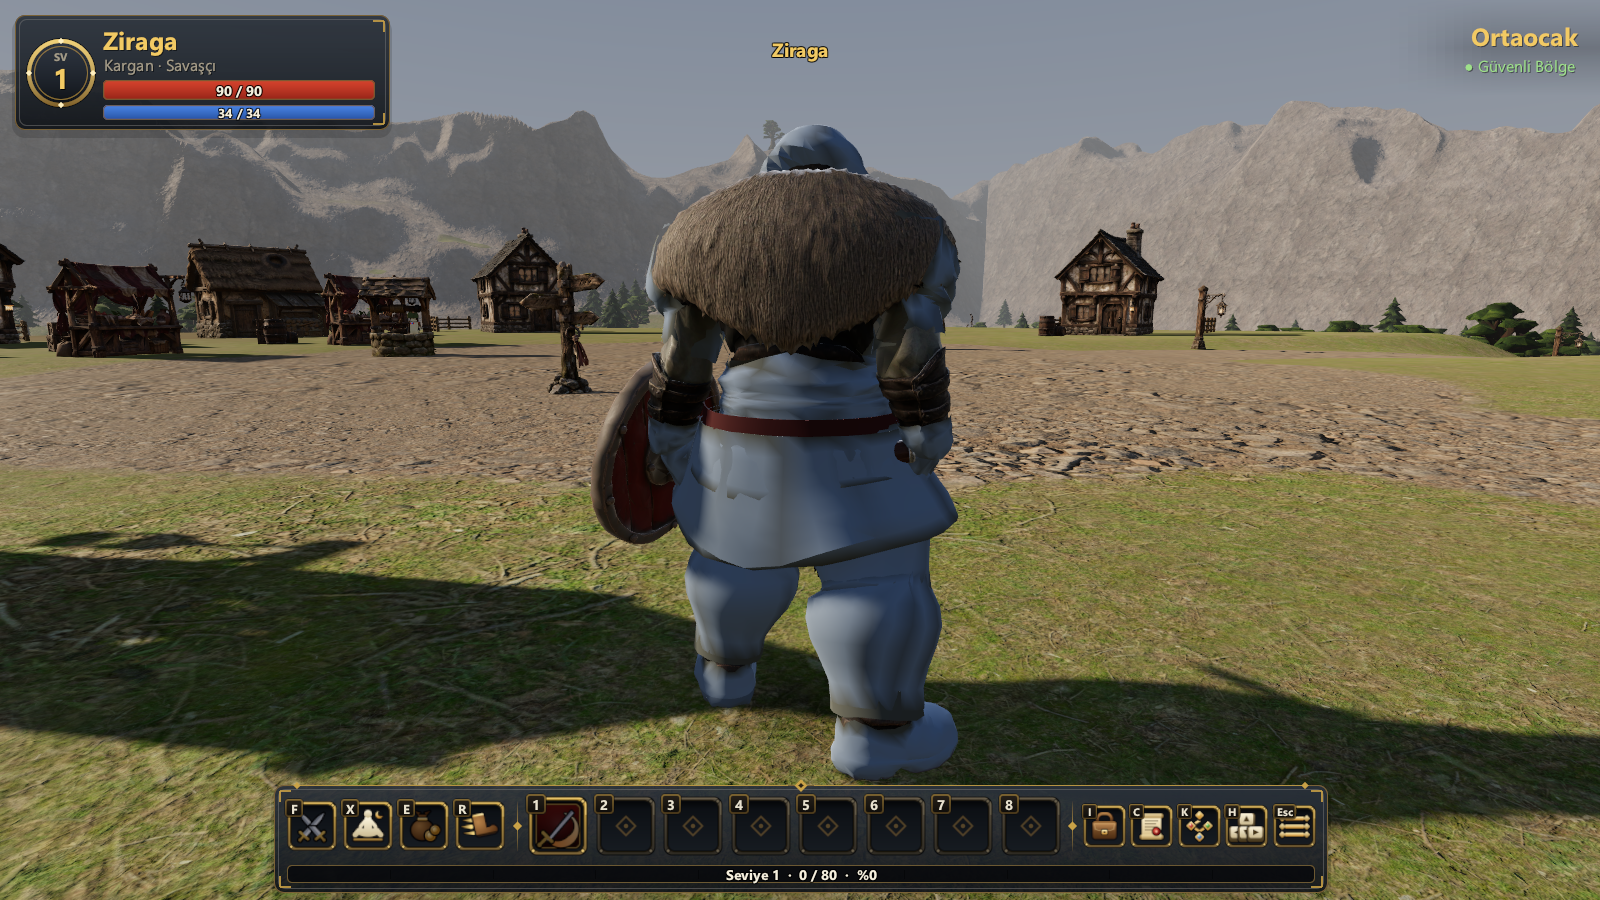 Ziraga
SV
1
Kargan · Savaşçı
90 / 90
34 / 34
Ziraga
Ortaocak
Güvenli Bölge
F
X
E
R
1
2
3
4
5
6
7
8
I
C
K
H
Esc
Seviye 1 · 0 / 80 · %0